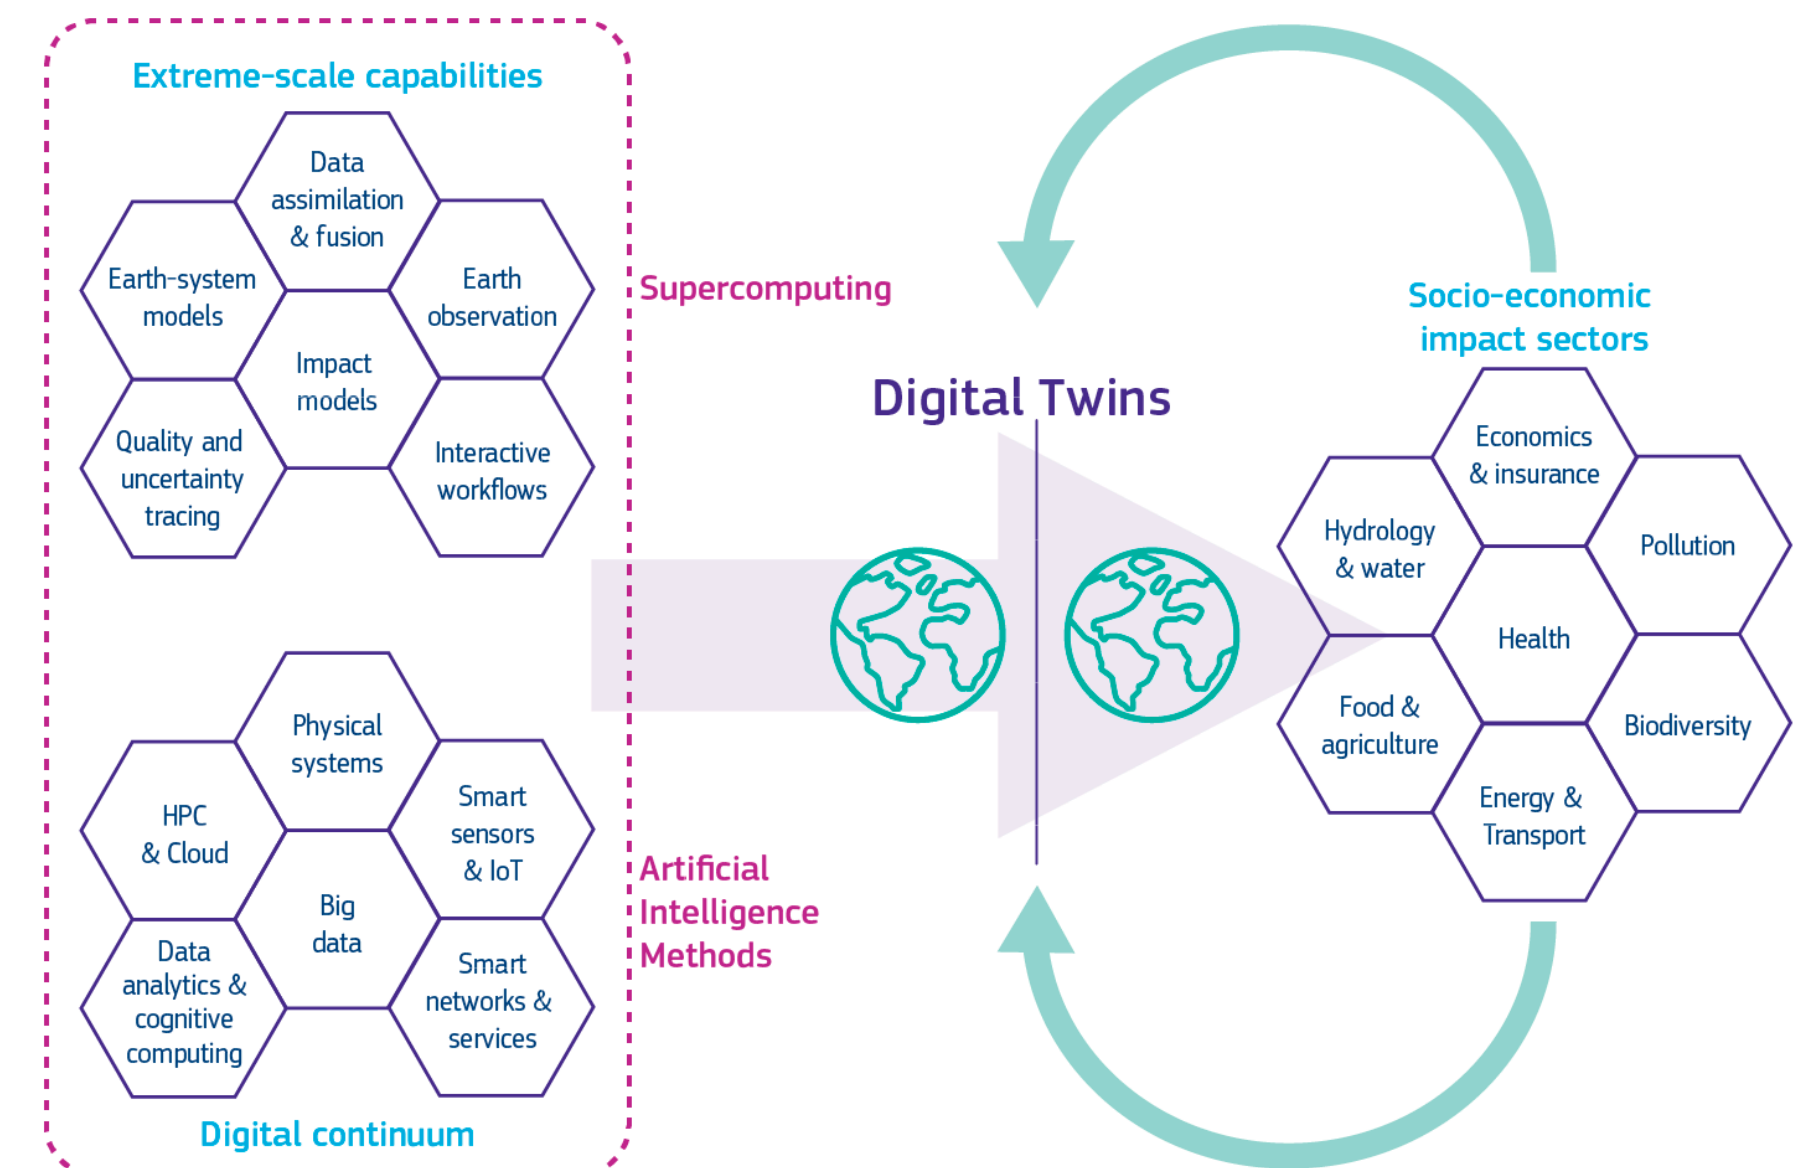 Extreme-scale capabilities
Data
assimilation
& fusion
Earth-system
models
Earth
observation
Impact
models
Quality and
uncertainty
tracing
Interactive
workflows
Physical
systems
HPC
& Cloud
Smart
sensors
& IoT
Big
data
Data
analytics &
cognitive
computing
Smart
networks &
services
Digital continuum
Supercomputing
Artificial
Intelligence
Methods
Digital Twins
Socio-economic
impact sectors
Economics
& insurance
Hydrology
& water
Pollution
Health
Food &
agriculture
Biodiversity
Energy &
Transport